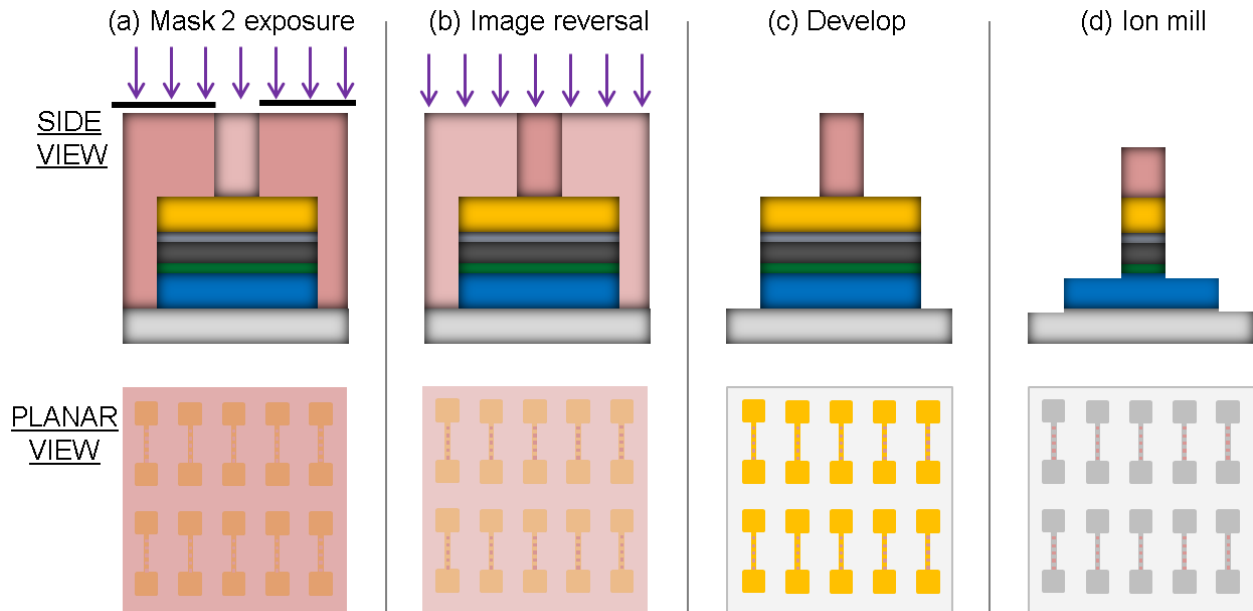 (a) Mask 2 exposure
(b) Image reversal
(c) Develop
(d) Ion mill
SIDE
VIEW
PLANAR
VIEW